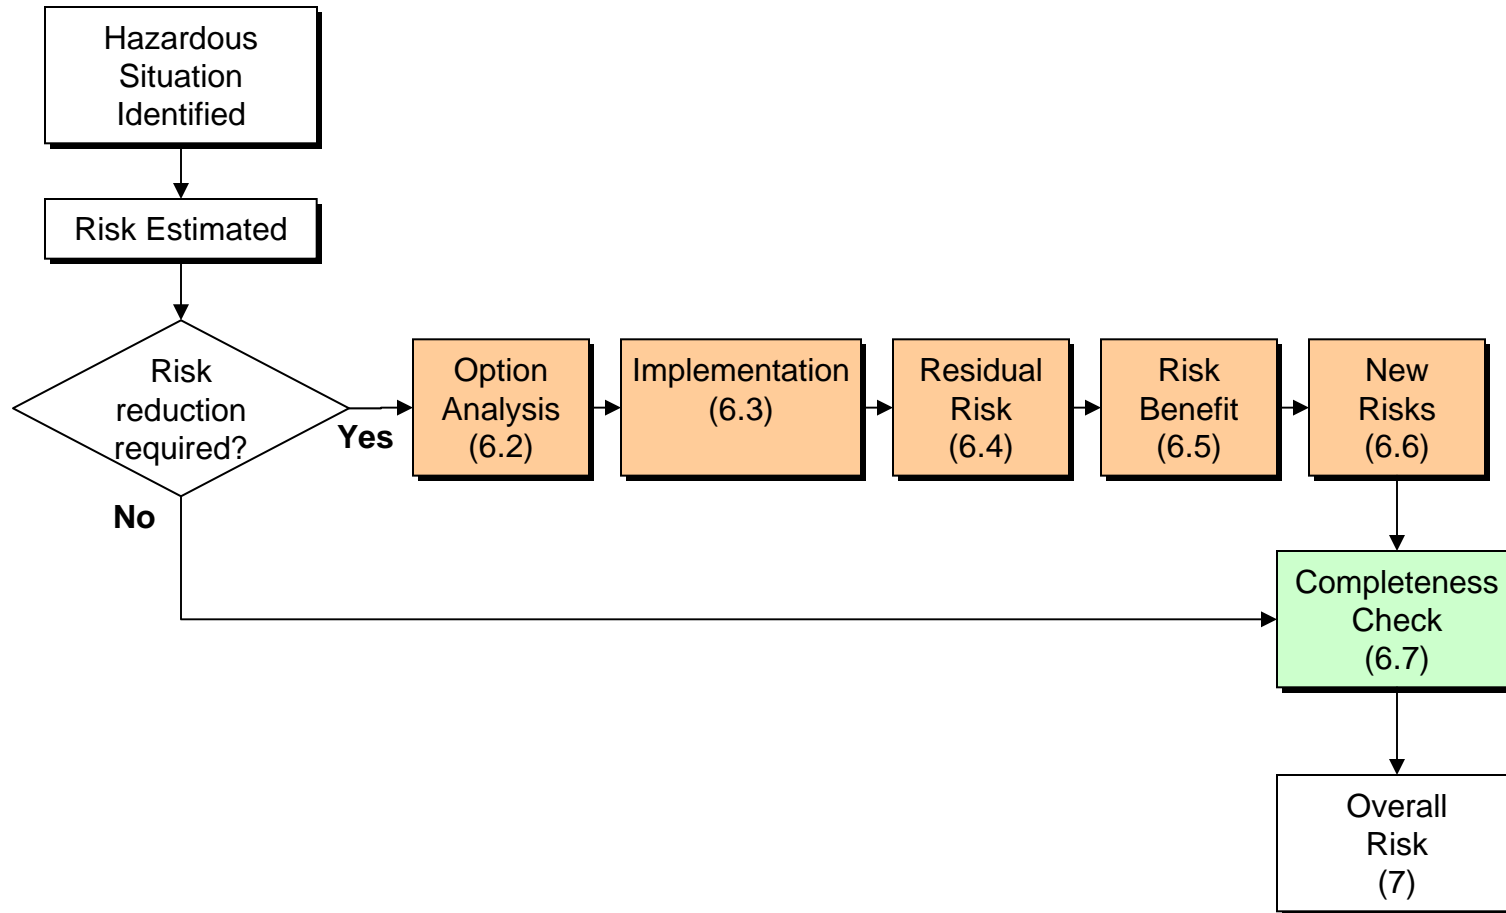 Hazardous
Situation
Identified
Risk Estimated
Risk
reduction
required?
Yes
No
Option
Analysis
(6.2)
Implementation
(6.3)
Residual
Risk
(6.4)
Risk
Benefit
(6.5)
New
Risks
(6.6)
Completeness
Check
(6.7)
Overall
Risk
(7)